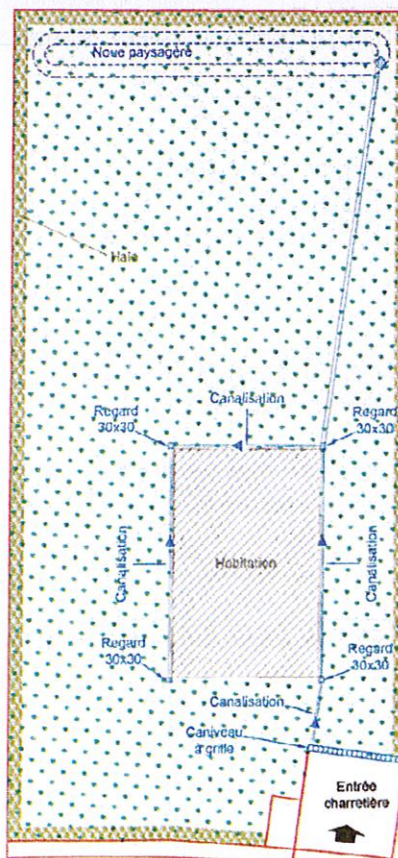 Noue paysagère
Haie
Canalisation
Regard
30x30
Regard
30x30
Canalisation
Habitation
Canalisation
Regard
30x30
Regard
30x30
Canalisation
Caniveau
à grille
Entrée
charretière